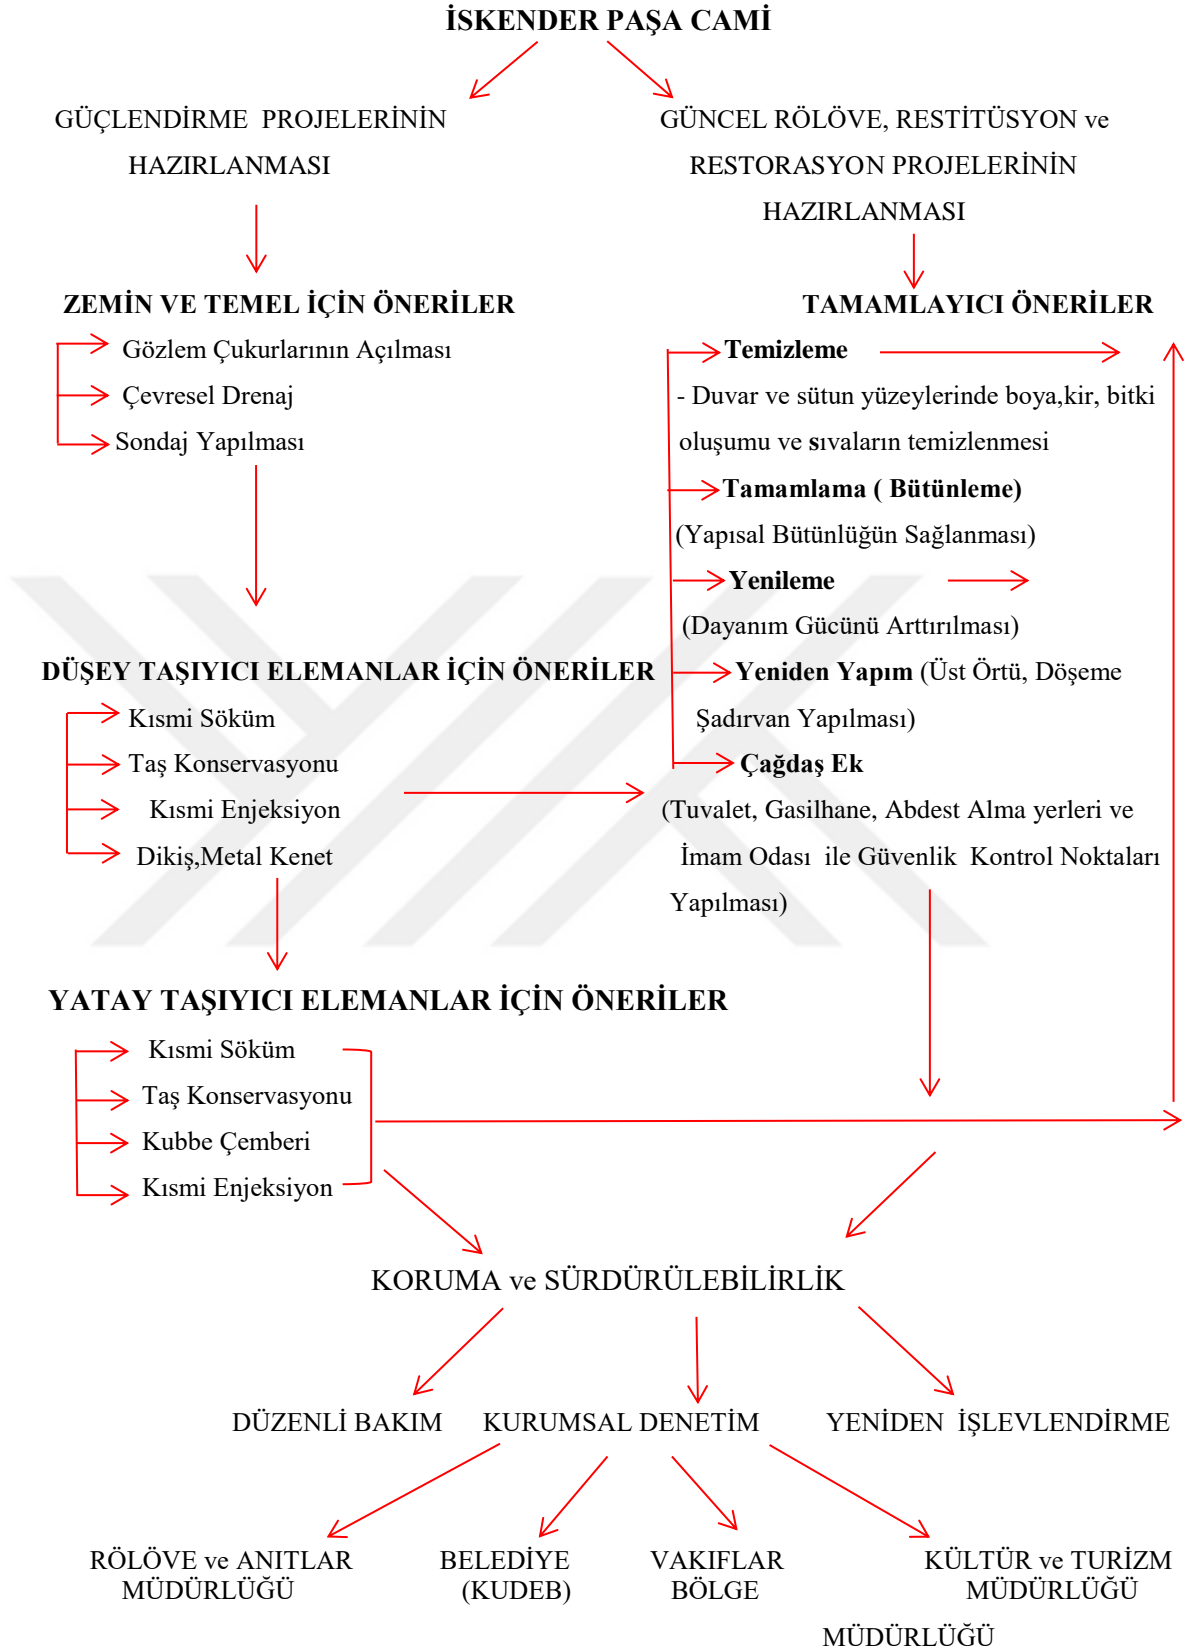 İSKENDER PAŞA CAMİ
GÜÇLENDİRME PROJELERİNİN
HAZIRLANMASI
GÜNCEL RÖLÖVE, RESTİTÜSYON ve
RESTORASYON PROJELERİNİN
HAZIRLANMASI
ZEMİN VE TEMEL İÇİN ÖNERİLER
Gözlem Çukurlarının Açılması
Çevresel Drenaj
Sondaj Yapılması
TAMAMLAYICI ÖNERİLER
Temizleme
- Duvar ve sütun yüzeylerinde boya,kir, bitki
oluşumu ve sıvaların temizlenmesi
Tamamlama ( Bütünleme)
(Yapısal Bütünlüğün Sağlanması)
Yenileme
(Dayanım Gücünü Arttırılması)
Yeniden Yapım (Üst Örtü, Döşeme
Şadırvan Yapılması)
Çağdaş Ek
(Tuvalet, Gasilhane, Abdest Alma yerleri ve
İmam Odası ile Güvenlik Kontrol Noktaları
Yapılması)
DÜŞEY TAŞIYICI ELEMANLAR İÇİN ÖNERİLER
Kısmi Söküm
Taş Konservasyonu
Kısmi Enjeksiyon
Dikiş,Metal Kenet
YATAY TAŞIYICI ELEMANLAR İÇİN ÖNERİLER
Kısmi Söküm
Taş Konservasyonu
Kubbe Çemberi
Kısmi Enjeksiyon
KORUMA ve SÜRDÜRÜLEBİLİRLİK
DÜZENLİ BAKIM
KURUMSAL DENETİM
YENİDEN İŞLEVLENDİRME
RÖLÖVE ve ANITLAR
MÜDÜRLÜĞÜ
BELEDİYE
(KUDEB)
VAKIFLAR
BÖLGE
MÜDÜRLÜĞÜ
KÜLTÜR ve TURİZM
MÜDÜRLÜĞÜ